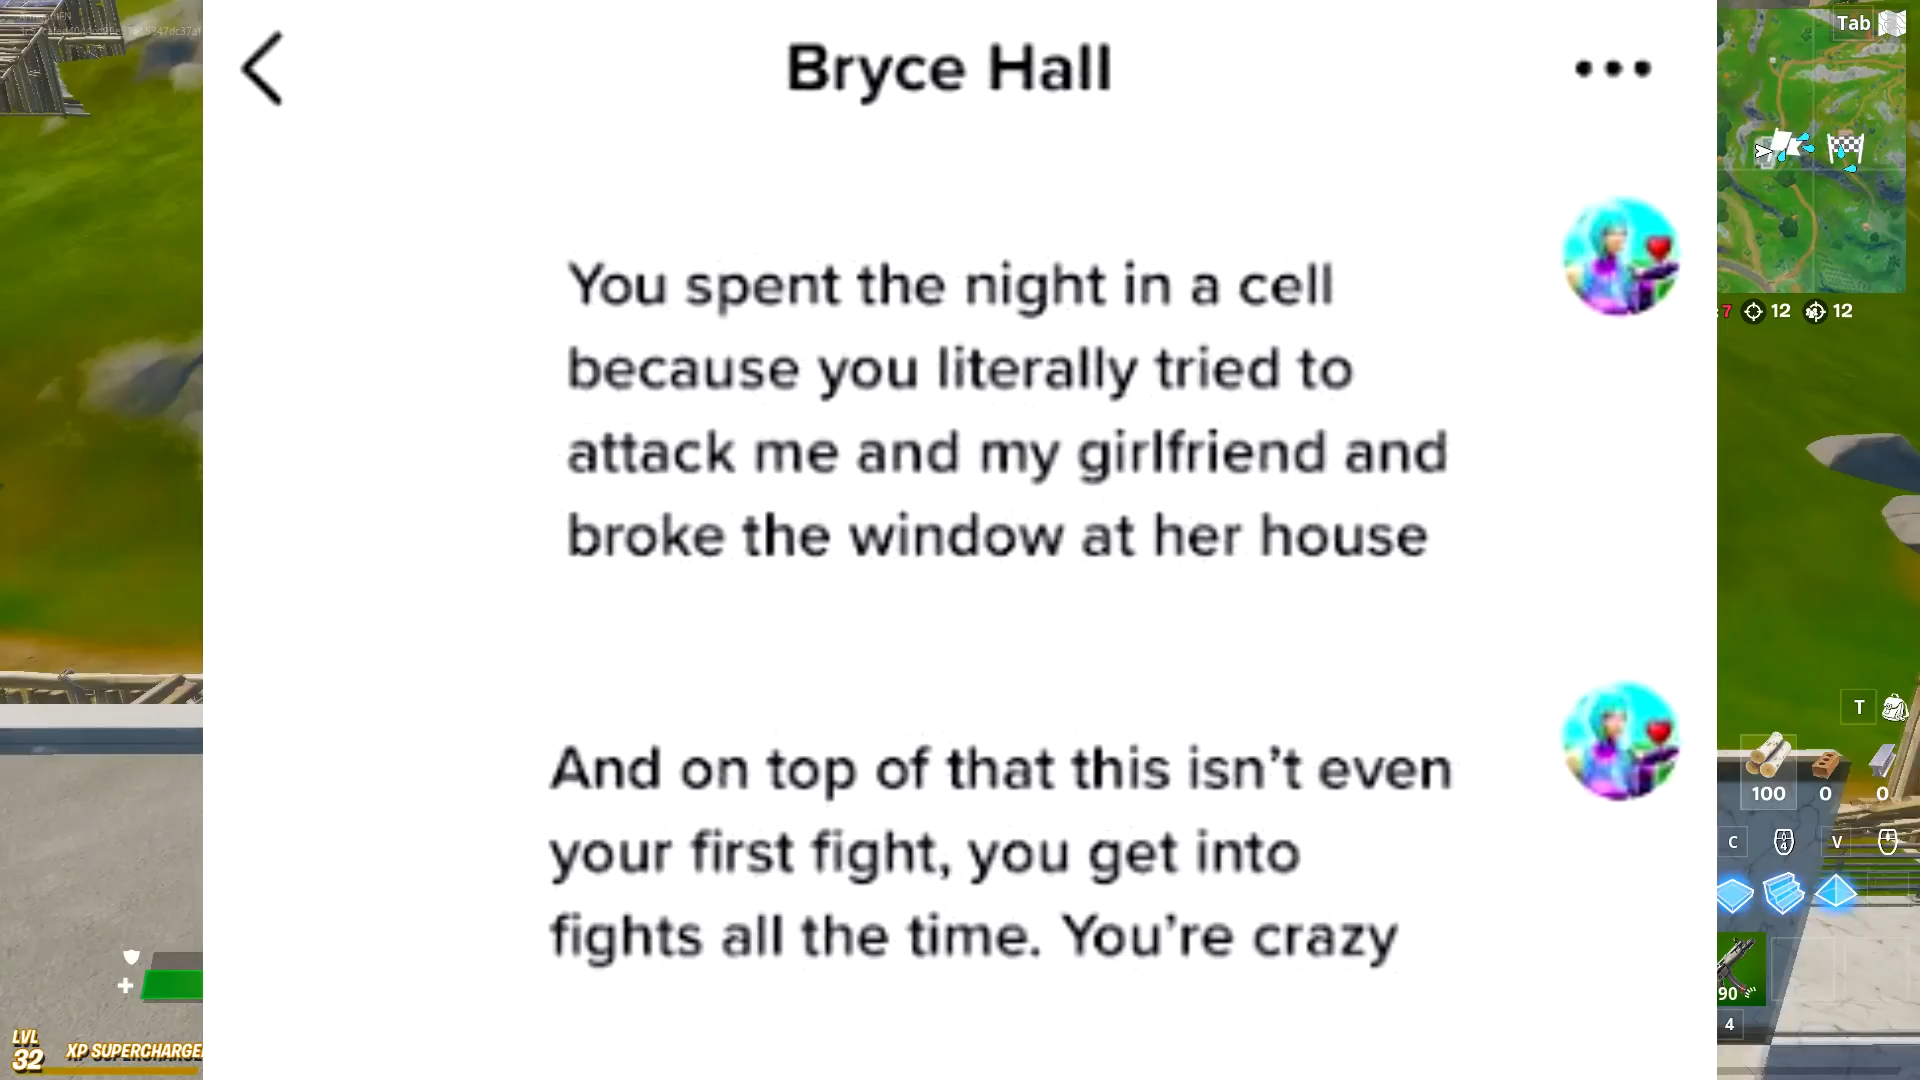 Bryce Hall
You spent the night in a cell
because you literally tried to
attack me and my girlfriend and
broke the window at her house
And on top of that this isn't even
your first fight, you get into
fights all the time. You're crazy
Tab
7 12 12
T
100 0 0
C 4 V
90
4
LVL
32 XP SUPERCHARGE